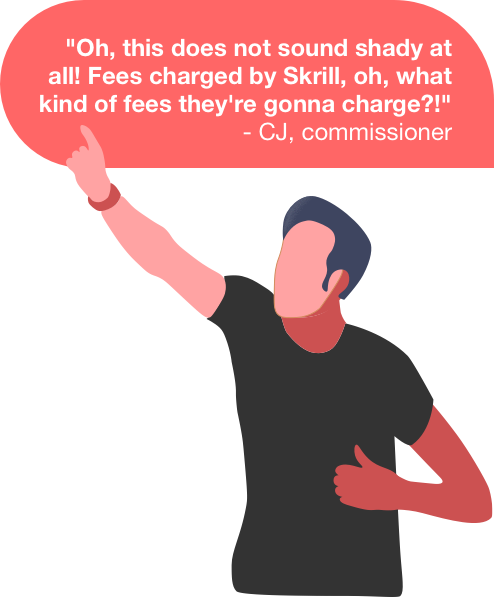 "Oh, this does not sound shady at
all! Fees charged by Skrill, oh, what
kind of fees they're gonna charge?!"
- CJ, commissioner